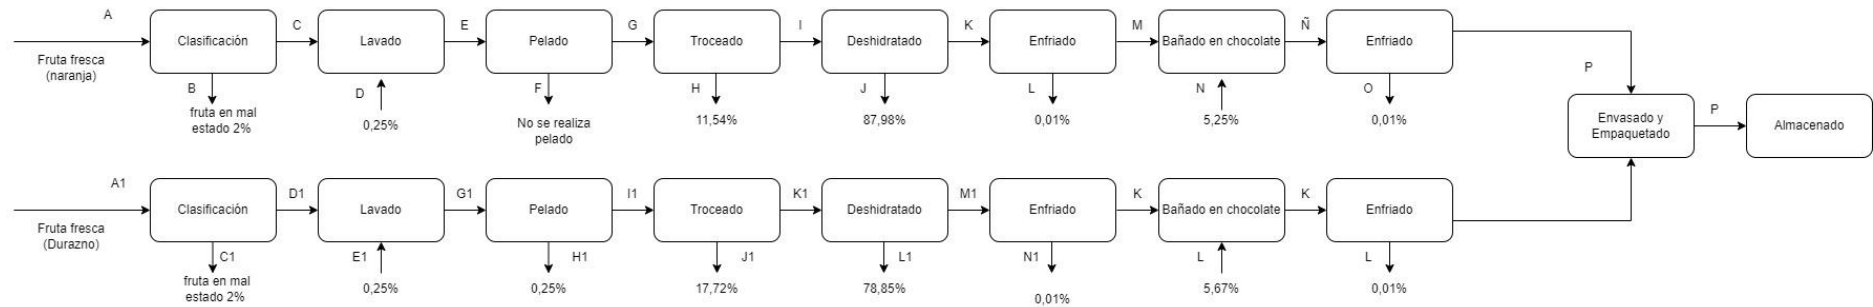 A
Clasificación
C
Lavado
E
Pelado
G
Troceado
I
Deshidratado
K
Enfriado
M
Bañado en chocolate
Ñ
Enfriado
Fruta fresca
(naranja)
B
D
F
H
J
L
N
O
P
fruta en mal
estado 2%
0,25%
No se realiza
pelado
11,54%
87,98%
0,01%
5,25%
0,01%
Envasado y
Empaquetado
P
Almacenado
A1
Clasificación
D1
Lavado
G1
Pelado
I1
Troceado
K1
Deshidratado
M1
Enfriado
K
Bañado en chocolate
K
Enfriado
Fruta fresca
(Durazno)
C1
E1
H1
J1
L1
N1
L
L
fruta en mal
estado 2%
0,25%
0,25%
17,72%
78,85%
0,01%
5,67%
0,01%